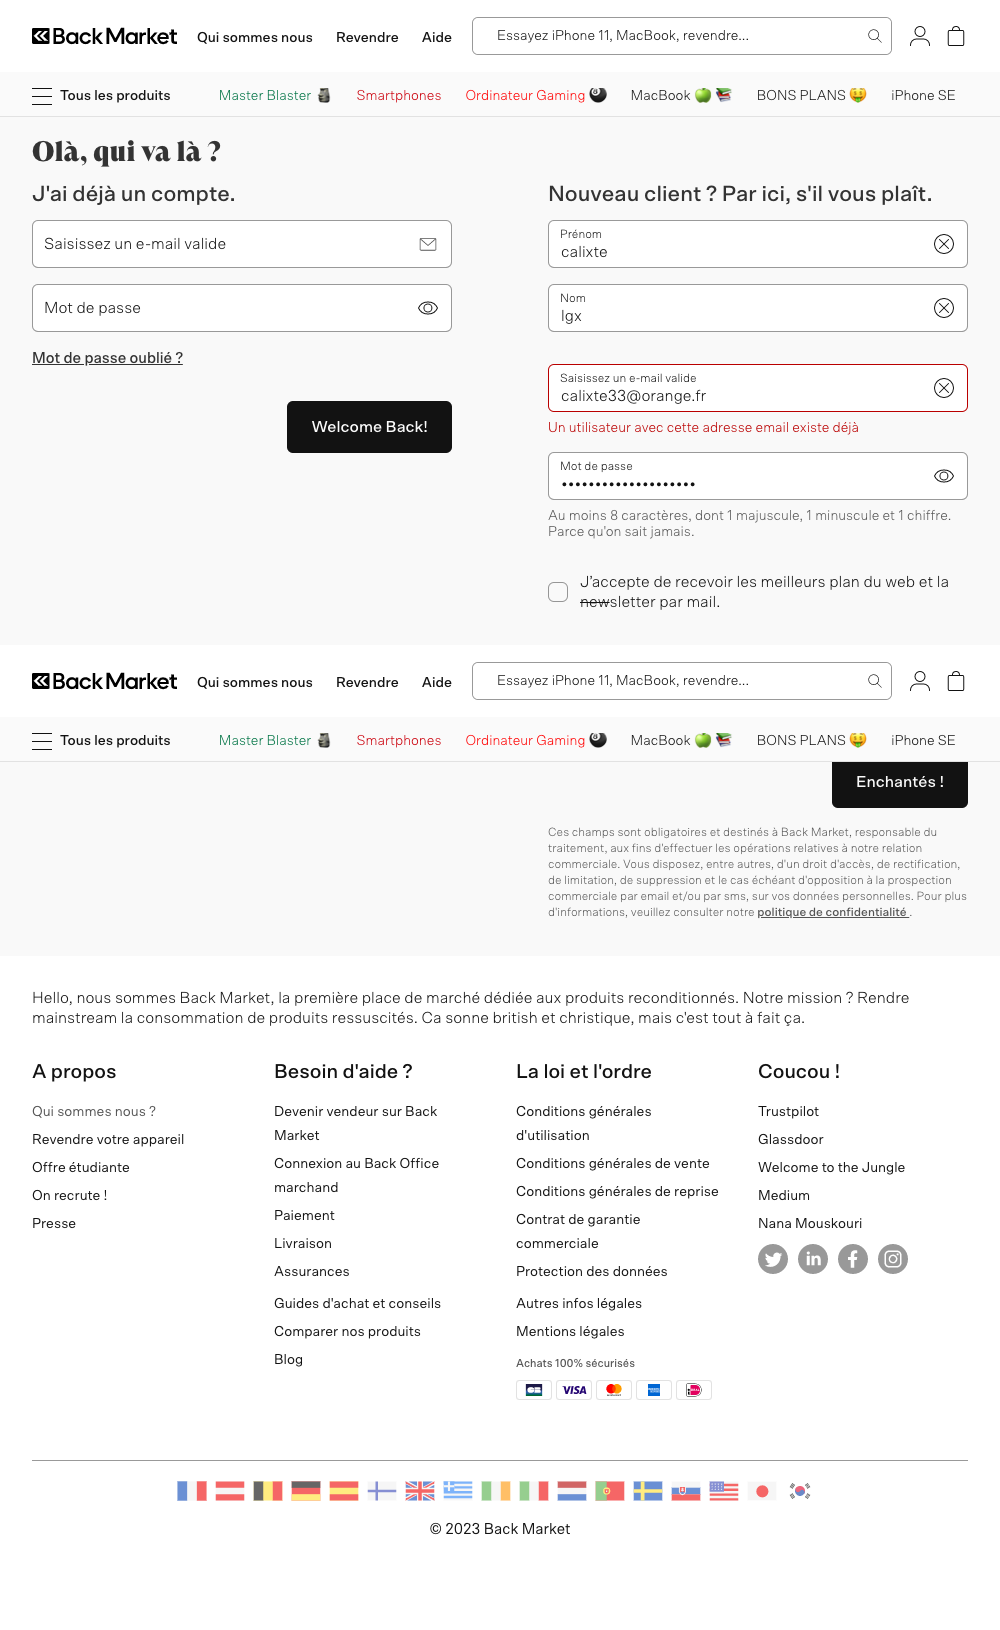 Back Market
Qui sommes nous
Revendre
Aide
Essayez iPhone 11, MacBook, revendre...
Tous les produits
Master Blaster
Smartphones
Ordinateur Gaming
MacBook
BONS PLANS
iPhone SE
Olà, qui va là ?
J'ai déjà un compte.
Saisissez un e-mail valide
Mot de passe
Mot de passe oublié ?
Welcome Back!
Nouveau client ? Par ici, s'il vous plaît.
Prénom
calixte
Nom
lgx
Saisissez un e-mail valide
calixte33@orange.fr
Un utilisateur avec cette adresse email existe déjà
Mot de passe
••••••••••••••••••••
Au moins 8 caractères, dont 1 majuscule, 1 minuscule et 1 chiffre.
Parce qu'on sait jamais.
J'accepte de recevoir les meilleurs plan du web et la
newsletter par mail.
Back Market
Qui sommes nous
Revendre
Aide
Essayez iPhone 11, MacBook, revendre...
Tous les produits
Master Blaster
Smartphones
Ordinateur Gaming
MacBook
BONS PLANS
iPhone SE
Enchantés !
Ces champs sont obligatoires et destinés à Back Market, responsable du
traitement, aux fins d'effectuer les opérations relatives à notre relation
commerciale. Vous disposez, entre autres, d'un droit d'accès, de rectification,
de limitation, de suppression et le cas échéant d'opposition à la prospection
commerciale par email et/ou par sms, sur vos données personnelles. Pour plus
d'informations, veuillez consulter notre politique de confidentialité .
Hello, nous sommes Back Market, la première place de marché dédiée aux produits reconditionnés. Notre mission ? Rendre
mainstream la consommation de produits ressuscités. Ca sonne british et christique, mais c'est tout à fait ça.
A propos
Qui sommes nous ?
Revendre votre appareil
Offre étudiante
On recrute !
Presse
Besoin d'aide ?
Devenir vendeur sur Back
Market
Connexion au Back Office
marchand
Paiement
Livraison
Assurances
Guides d'achat et conseils
Comparer nos produits
Blog
La loi et l'ordre
Conditions générales
d'utilisation
Conditions générales de vente
Conditions générales de reprise
Contrat de garantie
commerciale
Protection des données
Autres infos légales
Mentions légales
Achats 100% sécurisés
VISA
Coucou !
Trustpilot
Glassdoor
Welcome to the Jungle
Medium
Nana Mouskouri
© 2023 Back Market